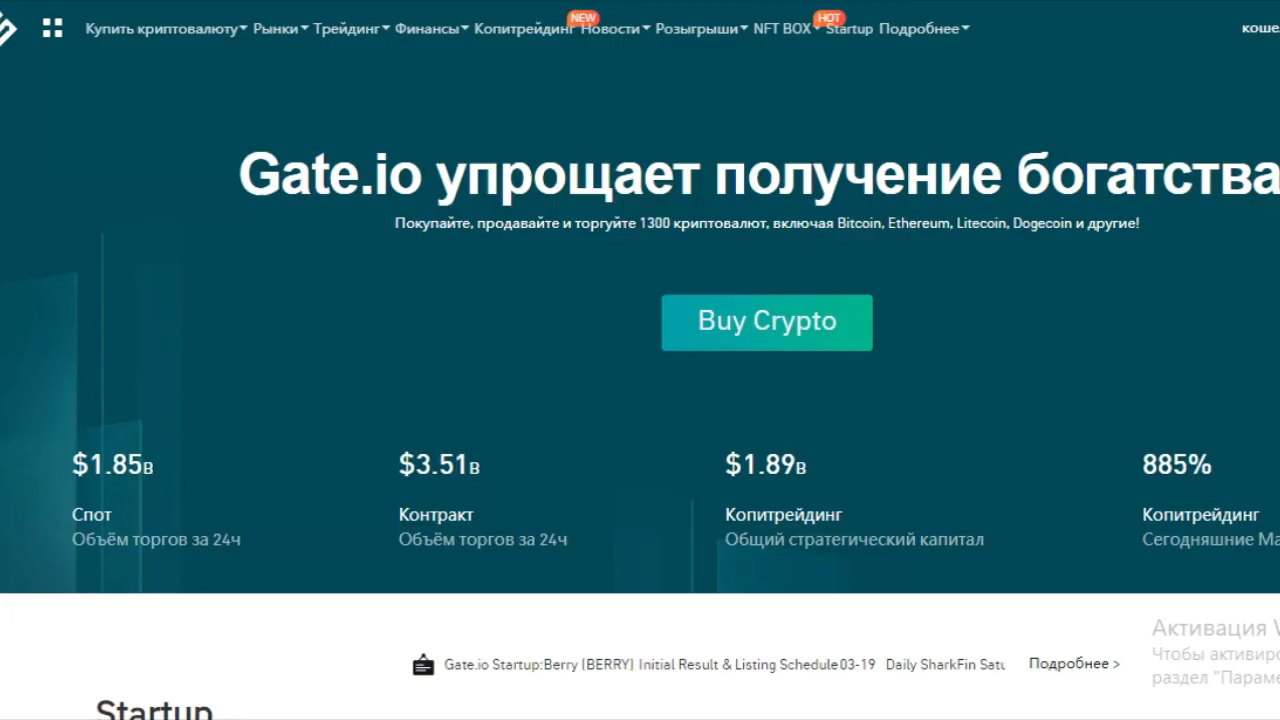 Купить криптовалюту Рынки Трейдинг Финансы Копитрейдинг NEW Новости Розыгрыши NFT BOX HOT Startup Подробнее коше
Gate.io упрощает получение богатства
Покупайте, продавайте и торгуйте 1300 криптовалют, включая Bitcoin, Ethereum, Litecoin, Dogecoin и другие!
Buy Crypto
$1.85B $3.51B $1.89B 885%
Спот Контракт Копитрейдинг Копитрейдинг
Объём торгов за 24ч Объём торгов за 24ч Общий стратегический капитал Сегодняшние Ма
Активация
Gate.io Startup:Berry (BERRY) Initial Result & Listing Schedule 03-19 Daily SharkFin Satu Подробнее >
Чтобы активиро
раздел "Параме
Startup